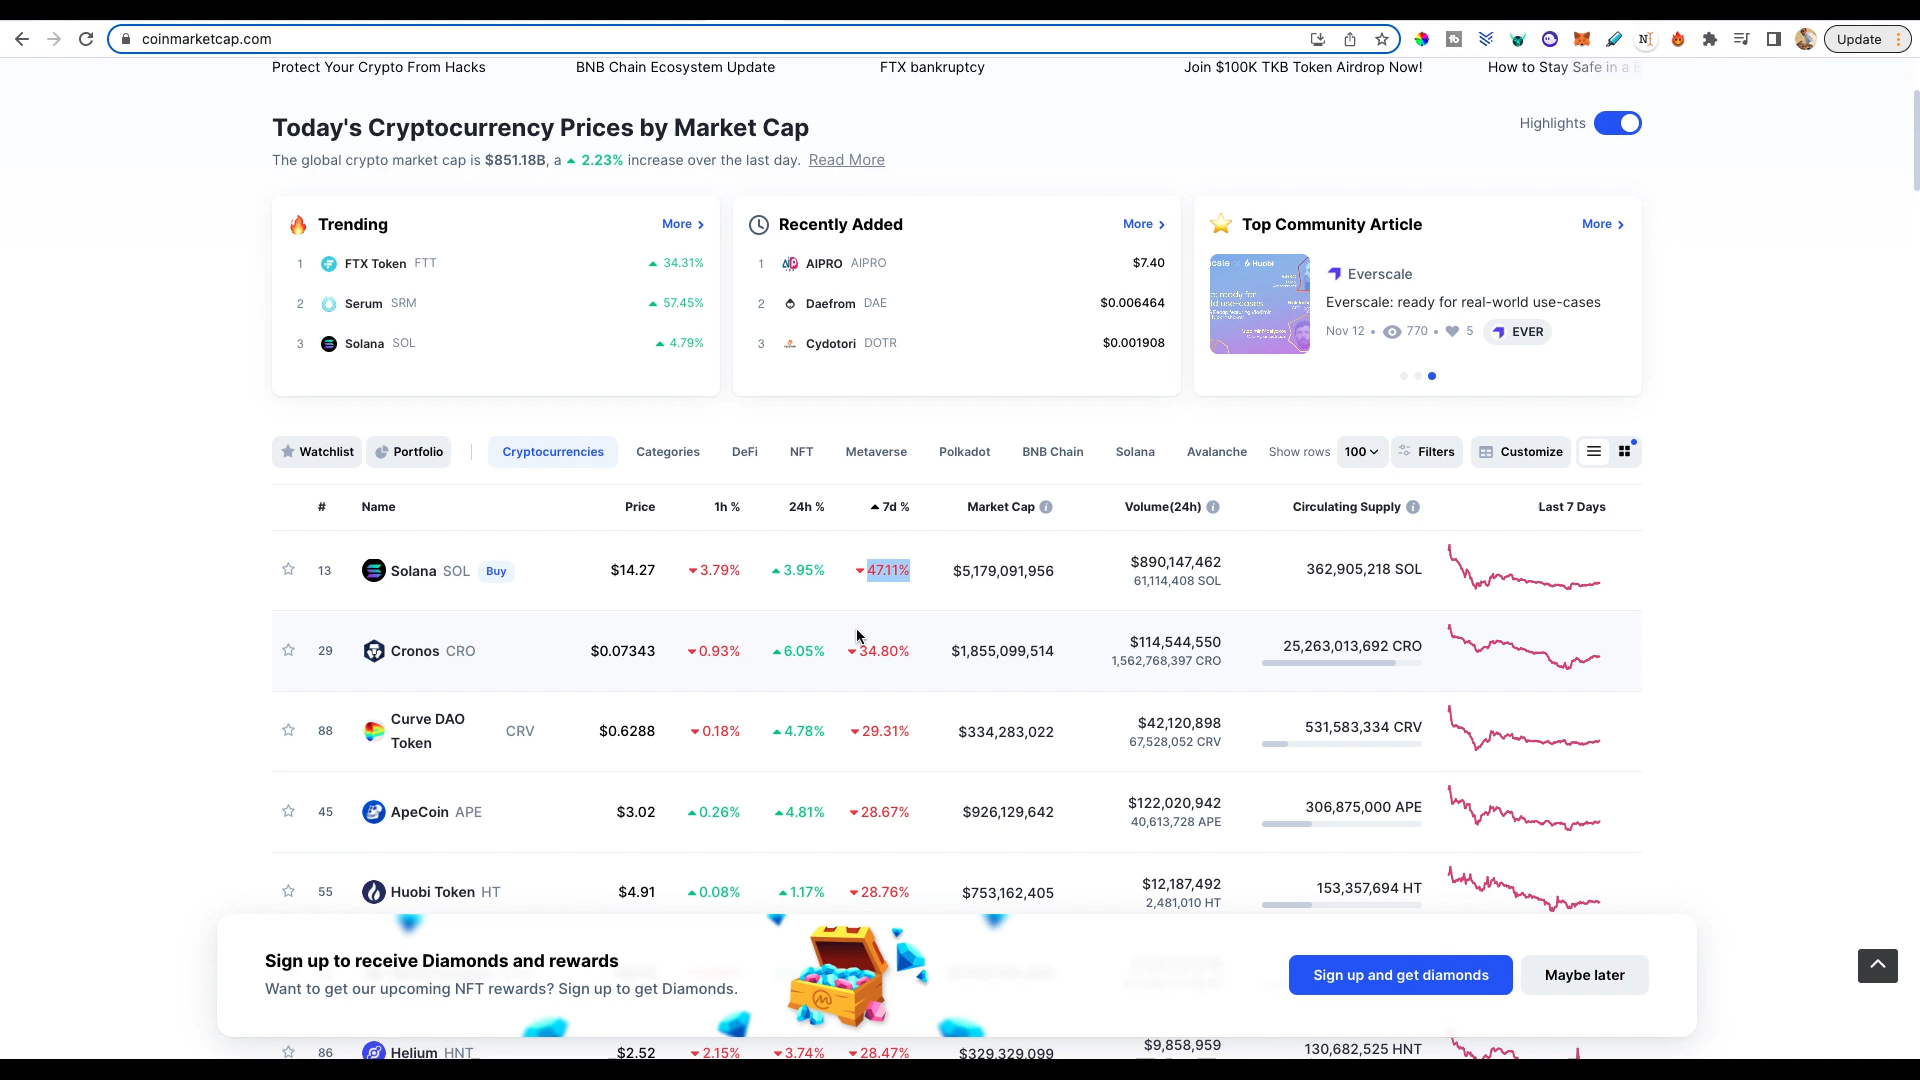 coinmarketcap.com
Update
Protect Your Crypto From Hacks
BNB Chain Ecosystem Update
FTX bankruptcy
Join $100K TKB Token Airdrop Now!
How to Stay Safe in a
Today's Cryptocurrency Prices by Market Cap
Highlights
The global crypto market cap is $851.18B, a 2.23% increase over the last day. Read More
Trending
More
1 FTX Token FTT 34.31%
2 Serum SRM 57.45%
3 Solana SOL 4.79%
Recently Added
More
1 AIPRO AIPRO $7.40
2 Daefrom DAE $0.006464
3 Cydotori DOTR $0.001908
Top Community Article
More
Everscale
Everscale: ready for real-world use-cases
Nov 12 • 770 • 5 EVER
Watchlist Portfolio Cryptocurrencies Categories DeFi NFT Metaverse Polkadot BNB Chain Solana Avalanche Show rows 100 Filters Customize
# Name Price 1h % 24h % 7d % Market Cap Volume(24h) Circulating Supply Last 7 Days
13 Solana SOL Buy $14.27 3.79% 3.95% 47.11% $5,179,091,956 $890,147,462 362,905,218 SOL
61,114,408 SOL
29 Cronos CRO $0.07343 0.93% 6.05% 34.80% $1,855,099,514 $114,544,550 25,263,013,692 CRO
1,562,768,397 CRO
88 Curve DAO Token CRV $0.6288 0.18% 4.78% 29.31% $334,283,022 $42,120,898 531,583,334 CRV
67,528,052 CRV
45 ApeCoin APE $3.02 0.26% 4.81% 28.67% $926,129,642 $122,020,942 306,875,000 APE
40,613,728 APE
55 Huobi Token HT $4.91 0.08% 1.17% 28.76% $753,162,405 $12,187,492 153,357,694 HT
2,481,010 HT
Sign up to receive Diamonds and rewards
Want to get our upcoming NFT rewards? Sign up to get Diamonds.
Sign up and get diamonds
Maybe later
86 Helium HNT $2.52 2.15% 3.74% 28.47% $329,329,099 $9,858,959 130,682,525 HNT